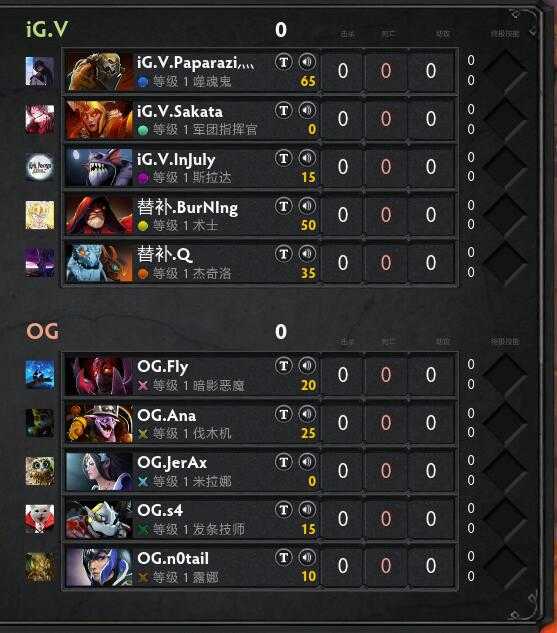 iG.V 0 击杀 死亡 助攻 终极技能
iG.V.Paparazi灬 T 0 0 0 0
等级 1 噬魂鬼 65 0
iG.V.Sakata T 0 0 0 0
等级 1 军团指挥官 0 0
iG.V.InJuly T 0 0 0 0
等级 1 斯拉达 15 0
替补.BurNIng T 0 0 0 0
等级 1 术士 50 0
替补.Q T 0 0 0 0
等级 1 杰奇洛 35 0
OG 0 击杀 死亡 助攻 终极技能
OG.Fly T 0 0 0 0
等级 1 暗影恶魔 20 0
OG.Ana T 0 0 0 0
等级 1 伐木机 25 0
OG.JerAx T 0 0 0 0
等级 1 米拉娜 0 0
OG.s4 T 0 0 0 0
等级 1 发条技师 15 0
OG.n0tail T 0 0 0 0
等级 1 露娜 10 0